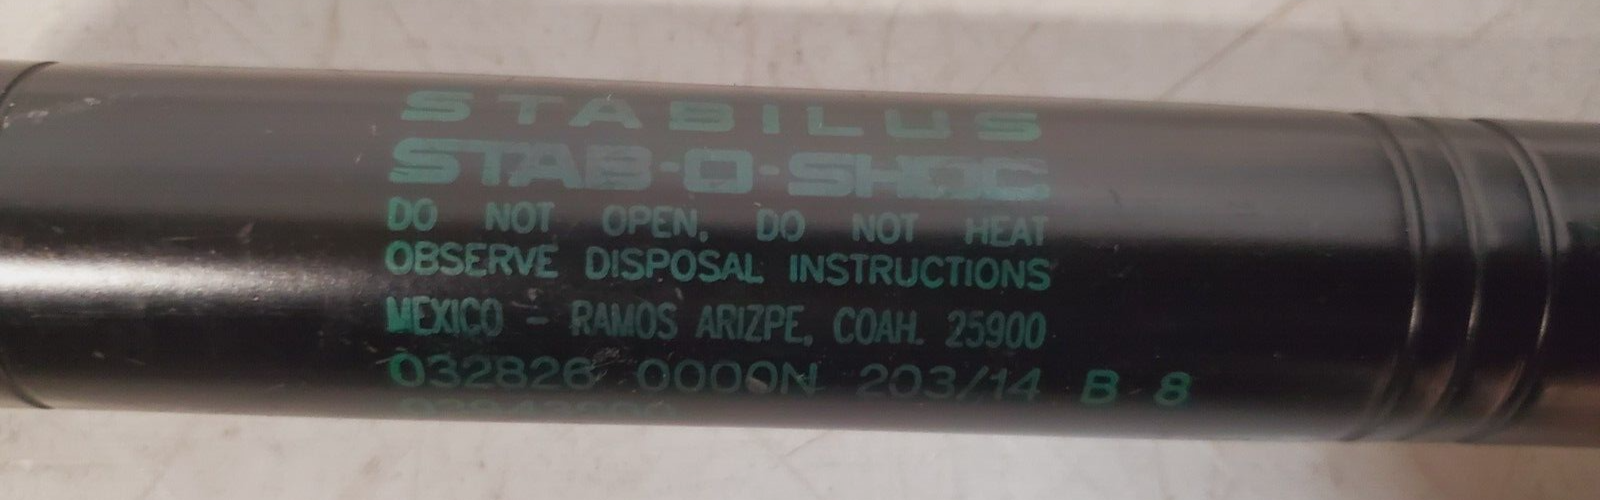 STABILUS
STAB-O-SHOC
DO NOT OPEN, DO NOT HEAT
OBSERVE DISPOSAL INSTRUCTIONS
MEXICO - RAMOS ARIZPE, COAH. 25900
032826 0000N 203/14 B 8